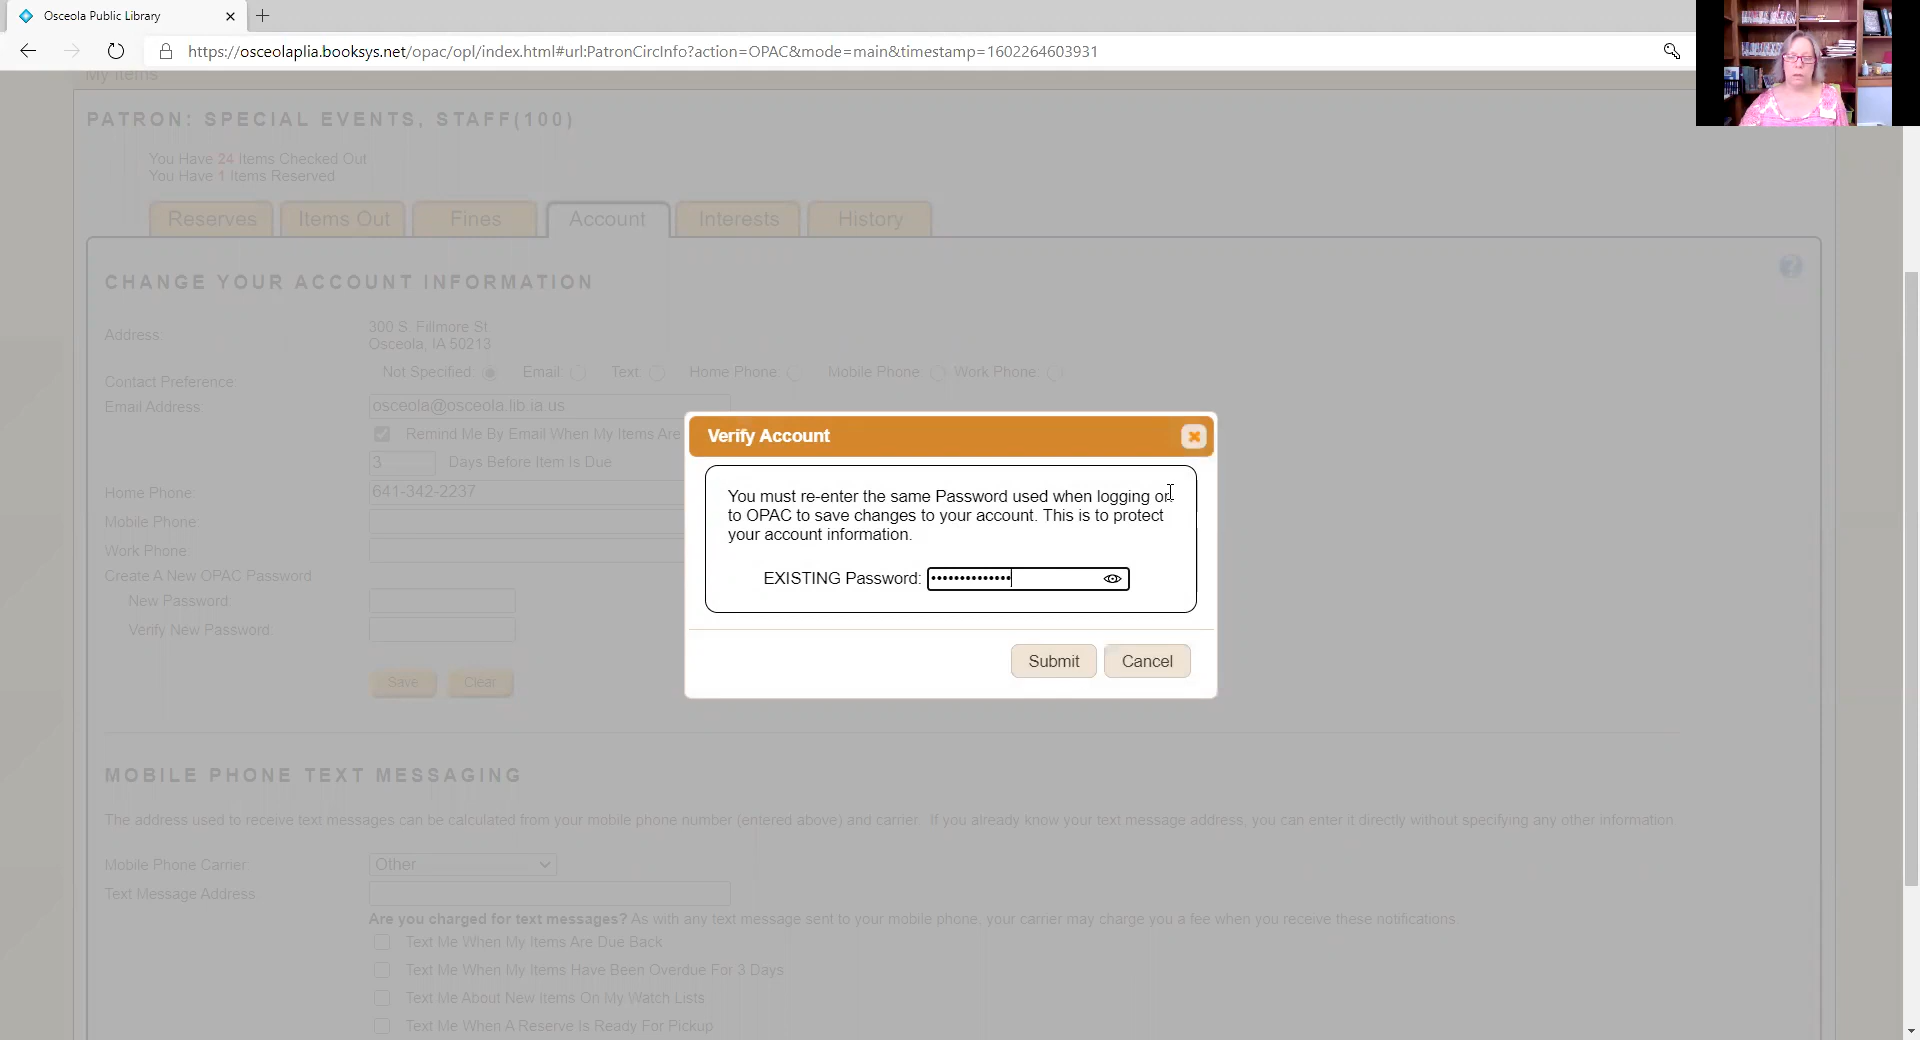 Osceola Public Library
https://osceolaplia.booksys.net/opac/opl/index.html#url:PatronCircInfo?action=OPAC&mode=main&timestamp=1602264603931
My Items
PATRON: SPECIAL EVENTS, STAFF(100)
You Have 24 Items Checked Out
You Have 1 Items Reserved
Reserves Items Out Fines Account Interests History
CHANGE YOUR ACCOUNT INFORMATION
Address: 300 S. Fillmore St
Osceola, IA 50213
Contact Preference: Not Specified: Email: Text: Home Phone: Mobile Phone: Work Phone:
Email Address: osceola@osceola.lib.ia.us
Remind Me By Email When My Items Are
3 Days Before Item Is Due
Home Phone: 641-342-2237
Mobile Phone:
Work Phone:
Create A New OPAC Password
New Password:
Verify New Password:
Save Clear
Verify Account
You must re-enter the same Password used when logging on
to OPAC to save changes to your account. This is to protect
your account information.
EXISTING Password: ••••••••••••••
Submit Cancel
MOBILE PHONE TEXT MESSAGING
The address used to receive text messages can be calculated from your mobile phone number (entered above) and carrier. If you already know your text message address, you can enter it directly without specifying any other information.
Mobile Phone Carrier Other
Text Message Address
Are you charged for text messages? As with any text message sent to your mobile phone, your carrier may charge you a fee when you receive these notifications
Text Me When My Items Are Due Back
Text Me When My Items Have Been Overdue For 3 Days
Text Me About New Items On My Watch Lists
Text Me When A Reserve Is Ready For Pickup